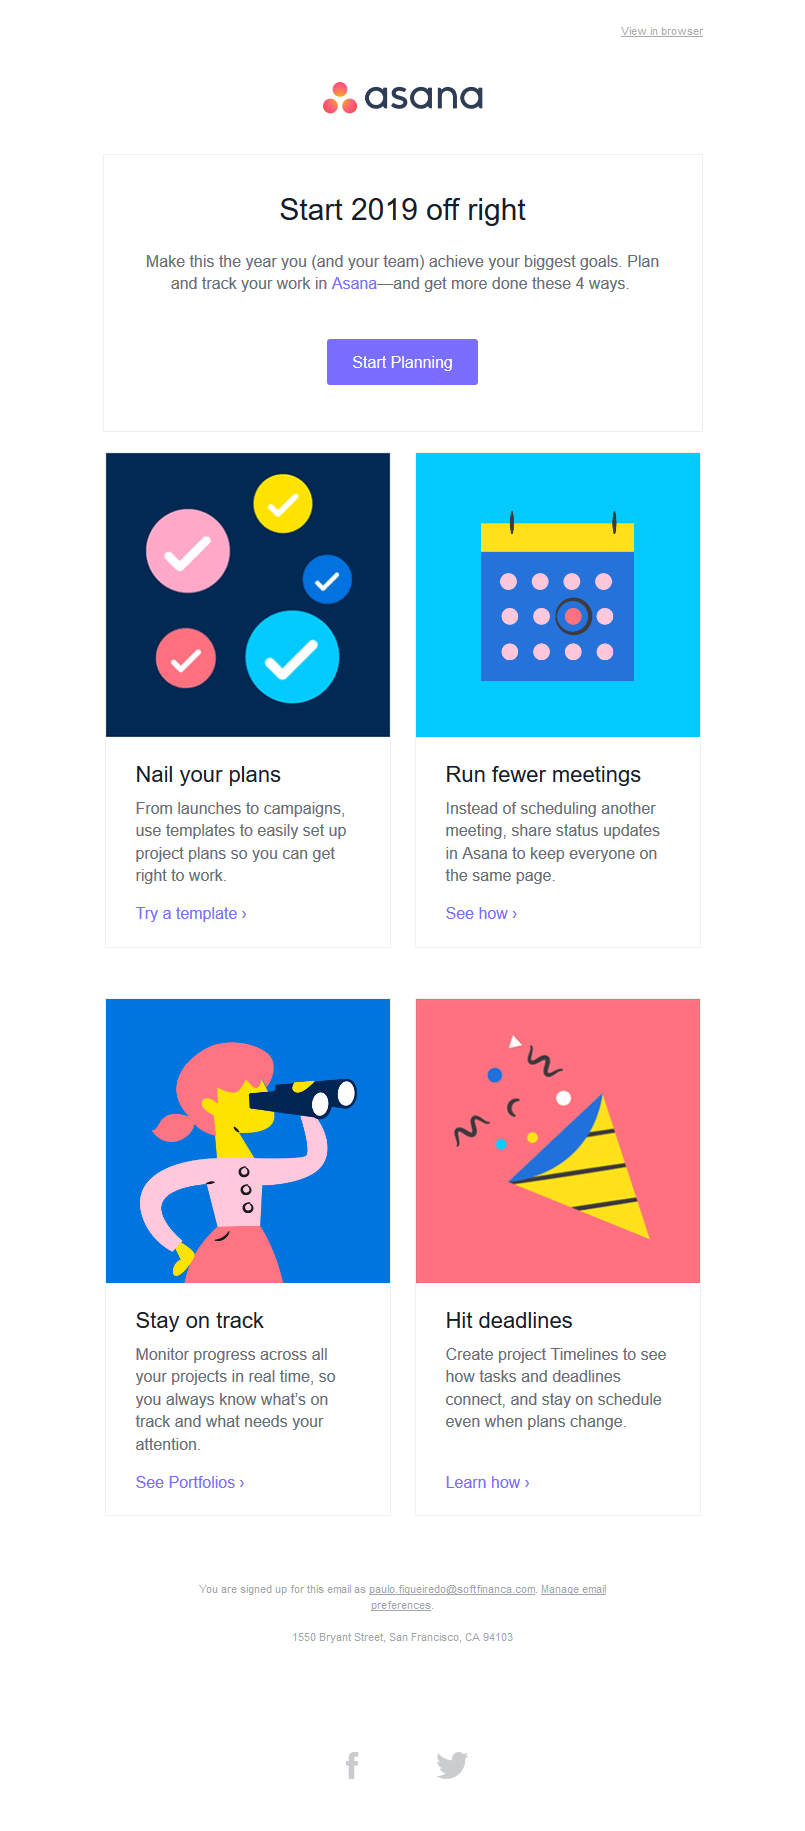 View in browser
asana
Start 2019 off right
Make this the year you (and your team) achieve your biggest goals. Plan
and track your work in Asana—and get more done these 4 ways.
Start Planning
Nail your plans
From launches to campaigns,
use templates to easily set up
project plans so you can get
right to work.
Try a template ›
Run fewer meetings
Instead of scheduling another
meeting, share status updates
in Asana to keep everyone on
the same page.
See how ›
Stay on track
Monitor progress across all
your projects in real time, so
you always know what’s on
track and what needs your
attention.
See Portfolios ›
Hit deadlines
Create project Timelines to see
how tasks and deadlines
connect, and stay on schedule
even when plans change.
Learn how ›
You are signed up for this email as paulo.figueiredo@softfinanca.com. Manage email
preferences.
1550 Bryant Street, San Francisco, CA 94103